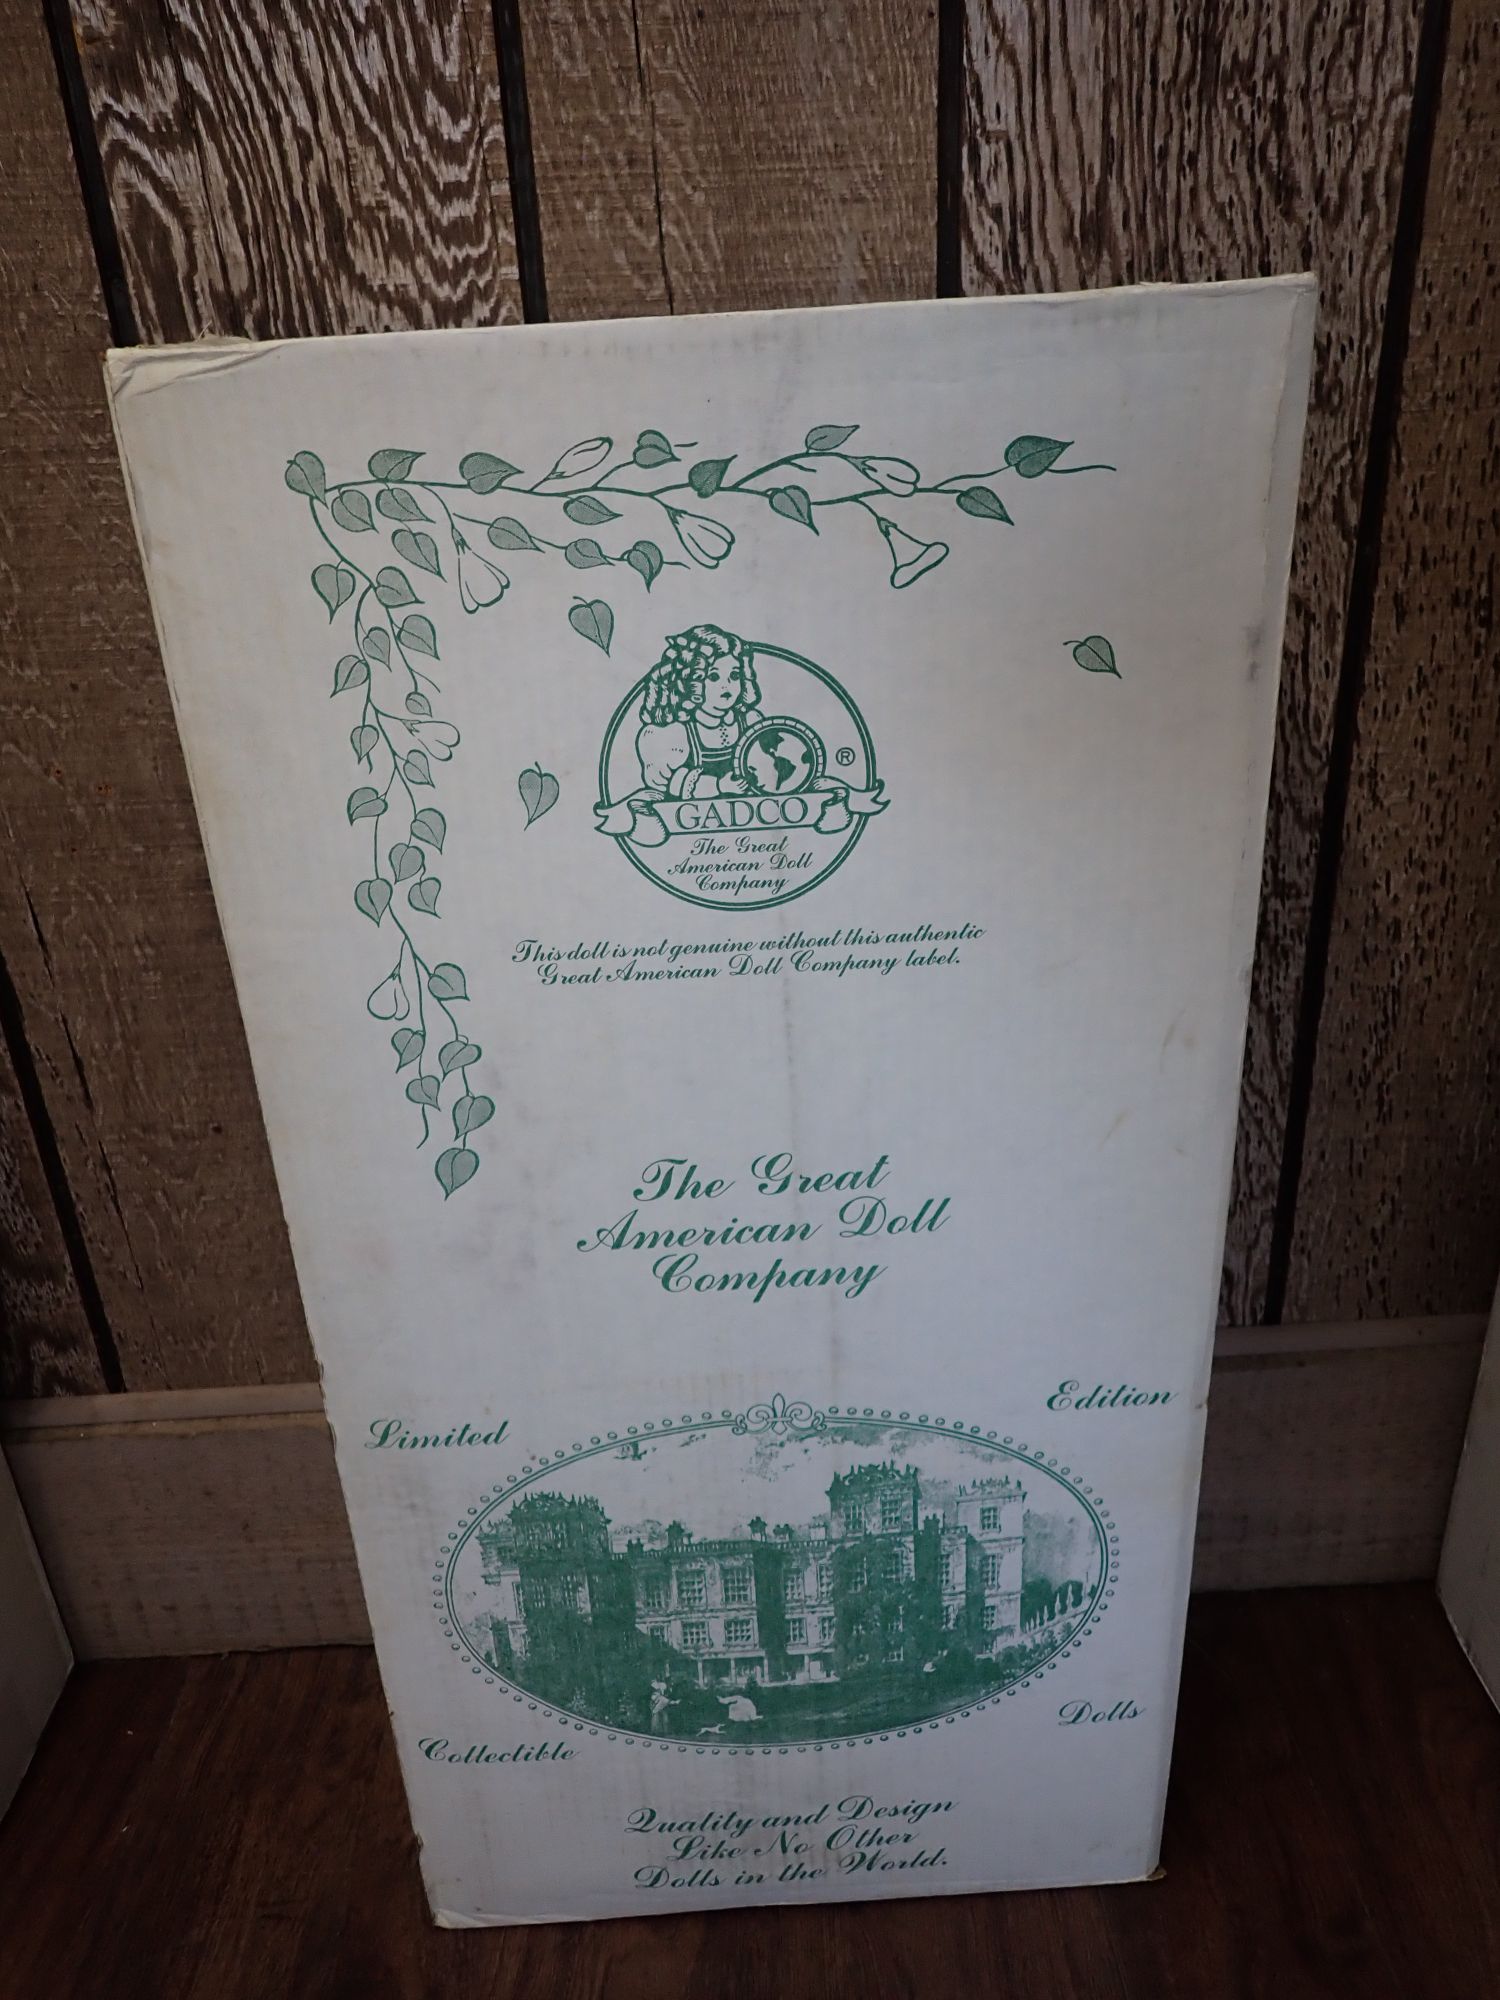 ®
GADCO
The Great
American Doll
Company
This doll is not genuine without this authentic
Great American Doll Company label.
The Great
American Doll
Company
Limited Edition
Collectible Dolls
Quality and Design
Like No Other
Dolls in the World.